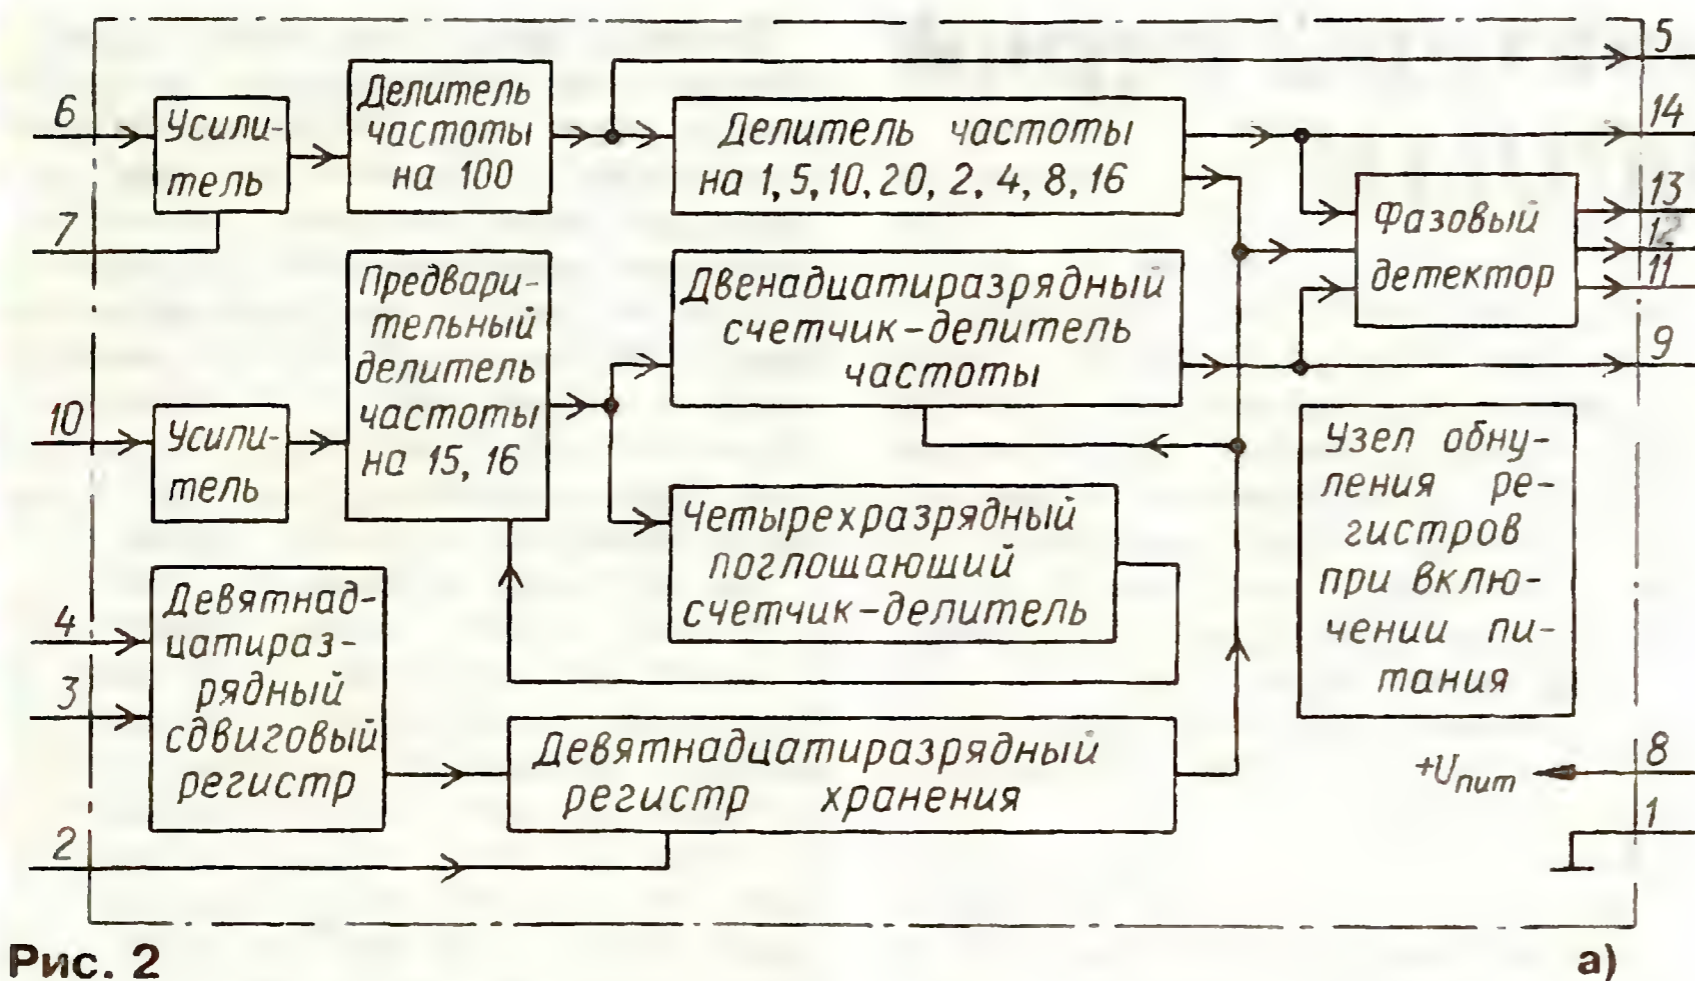 6
7
10
4
3
2
Усили-
тель
Делитель
частоты
на 100
Делитель частоты
на 1, 5, 10, 20, 2, 4, 8, 16
Фазовый
детектор
5
14
13
12
11
9
Усили-
тель
Предвари-
тельный
делитель
частоты
на 15, 16
Двенадцатиразрядный
счетчик-делитель
частоты
Четырехразрядный
поглощающий
счетчик-делитель
Узел обну-
ления ре-
гистров
при вклю-
чении пи-
тания
Девятнад-
цатираз-
рядный
сдвиговый
регистр
Девятнадцатиразрядный
регистр хранения
+Uпит
8
1
Рис. 2
а)